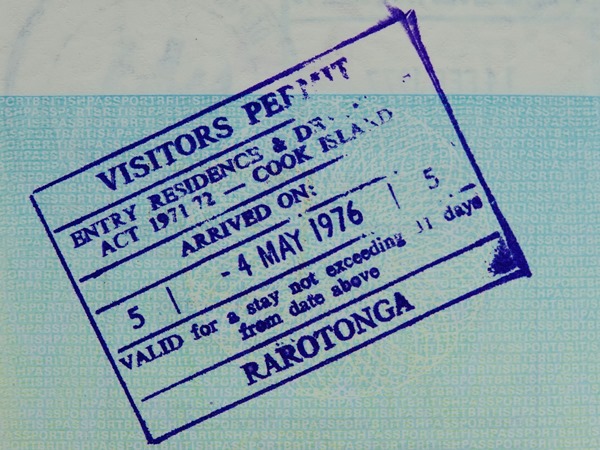 VISITORS PERMIT
ENTRY RESIDENCE & DE
ACT 1971 72 — COOK ISLAND
ARRIVED ON:
5 | - 4 MAY 1976 | 5
VALID for a stay not exceeding 31 days
from date above
RAROTONGA